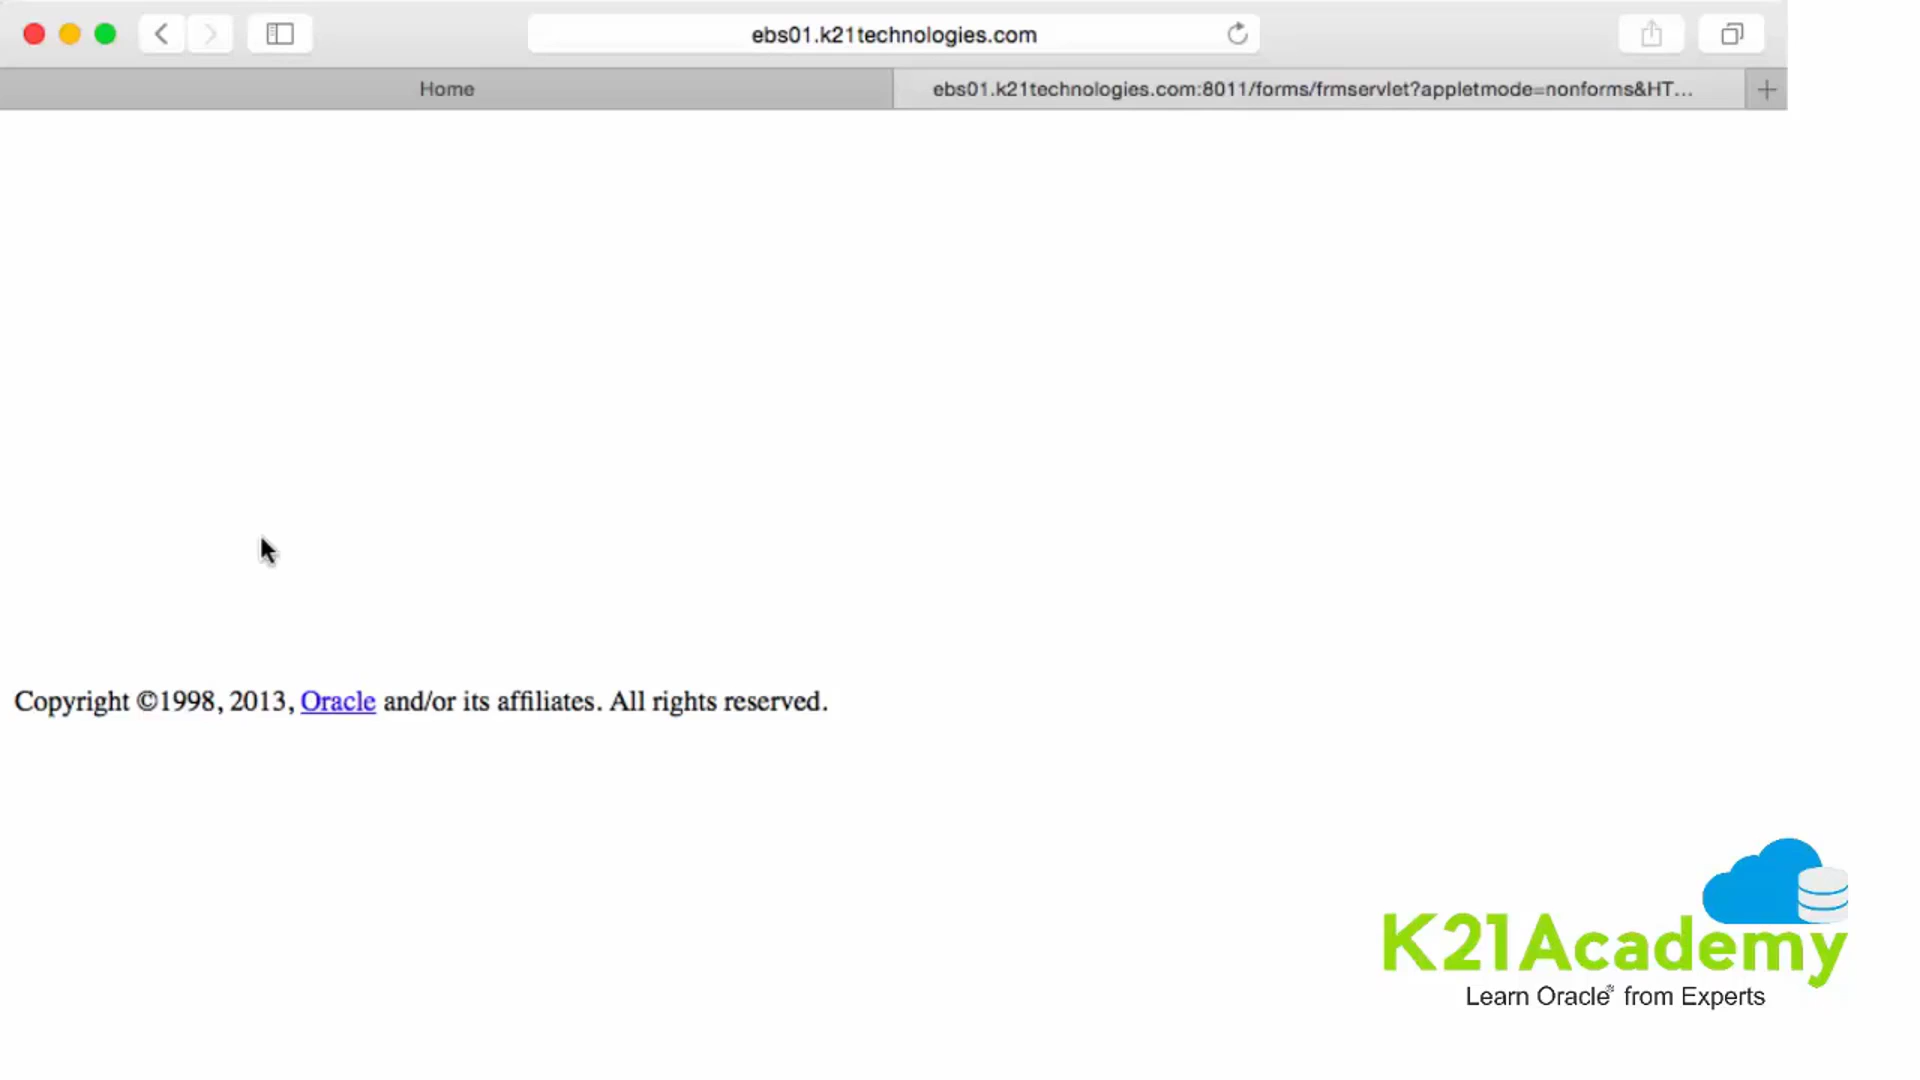 ebs01.k21technologies.com
Home
ebs01.k21technologies.com:8011/forms/frmservlet?appletmode=nonforms&HT...
Copyright ©1998, 2013, Oracle and/or its affiliates. All rights reserved.
K21Academy
Learn Oracle® from Experts